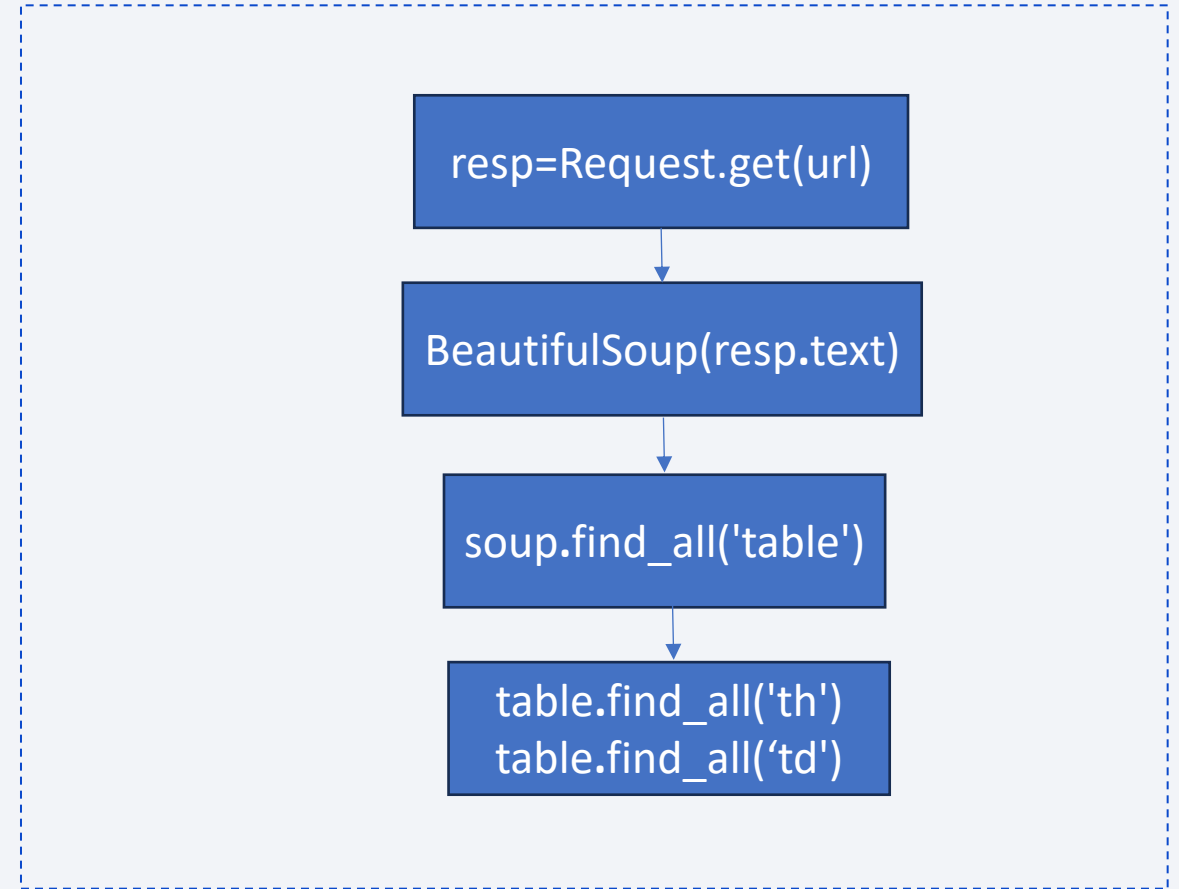 resp=Request.get(url)
BeautifulSoup(resp.text)
soup.find_all('table')
table.find_all('th')
table.find_all(‘td')